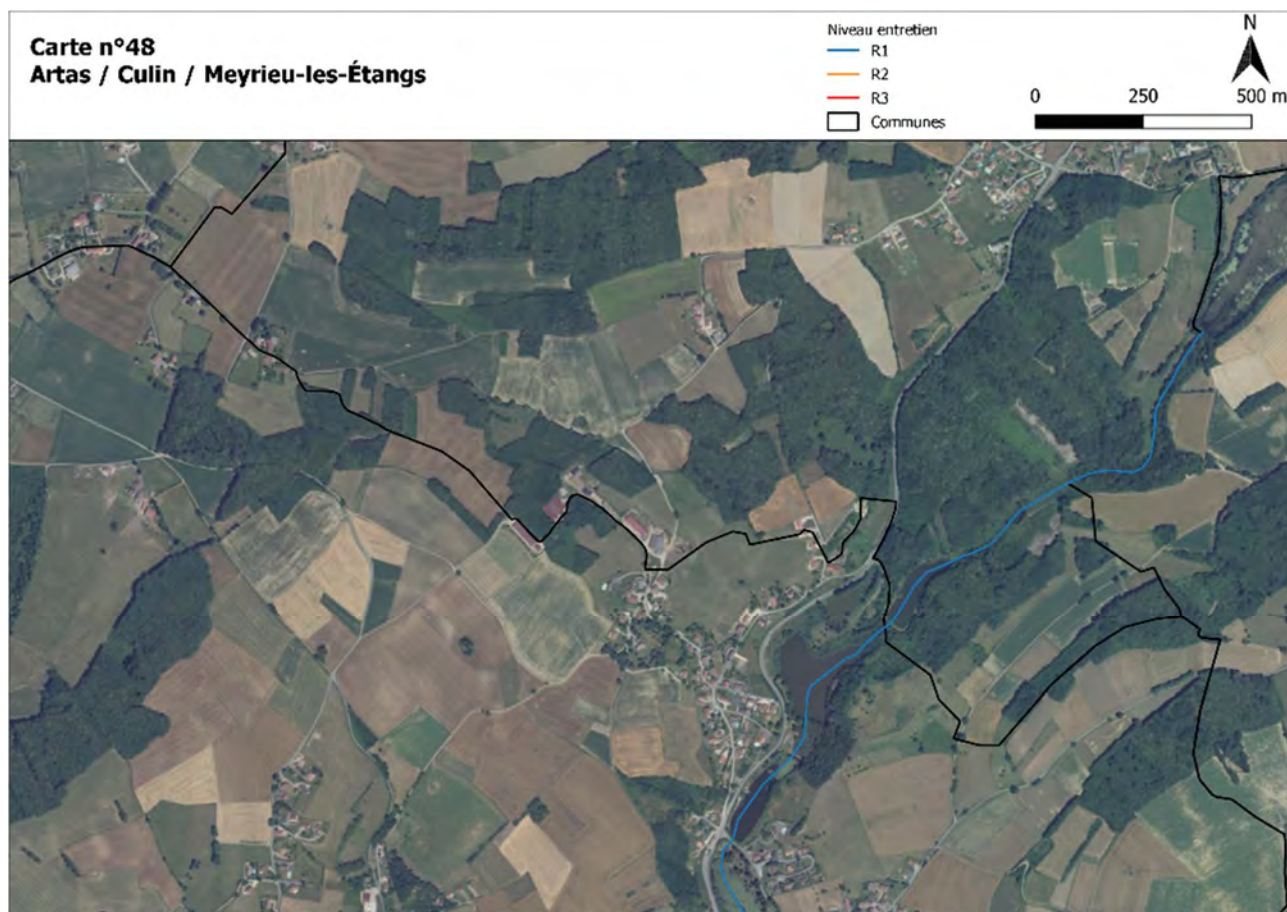 Carte n°48
Artas / Culin / Meyrieu-les-Étangs
Niveau entretien
R1
R2
R3
Communes
N
0 250 500 m